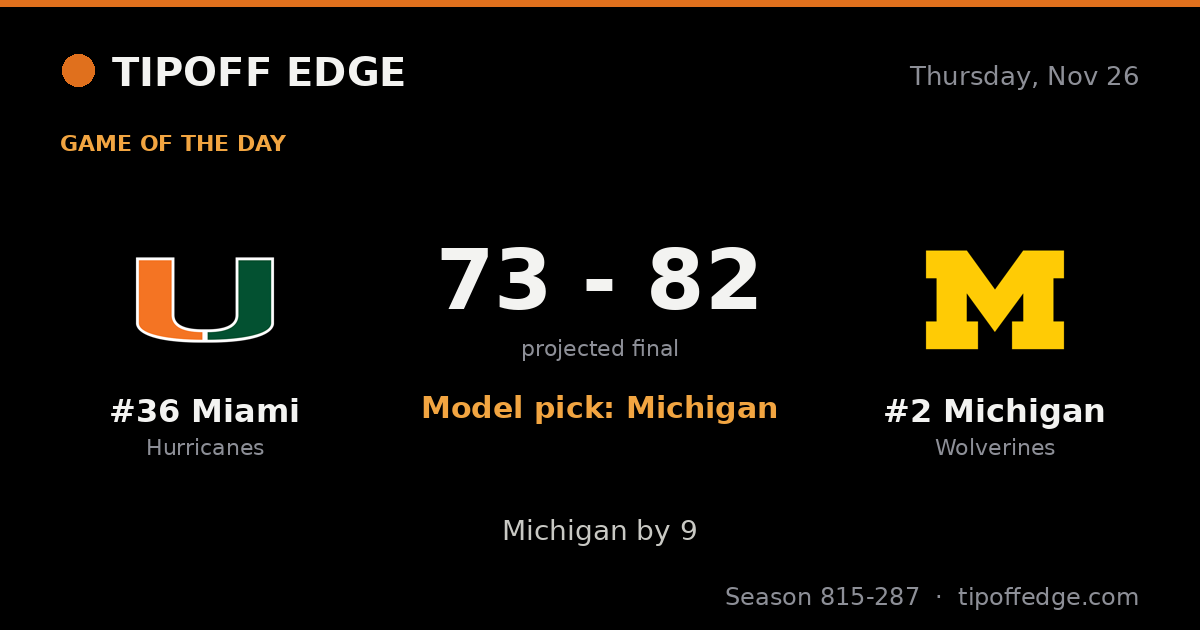 TIPOFF EDGE
Thursday, Nov 26
GAME OF THE DAY
73 - 82
projected final
Model pick: Michigan
#36 Miami
Hurricanes
#2 Michigan
Wolverines
Michigan by 9
Season 815-287 · tipoffedge.com